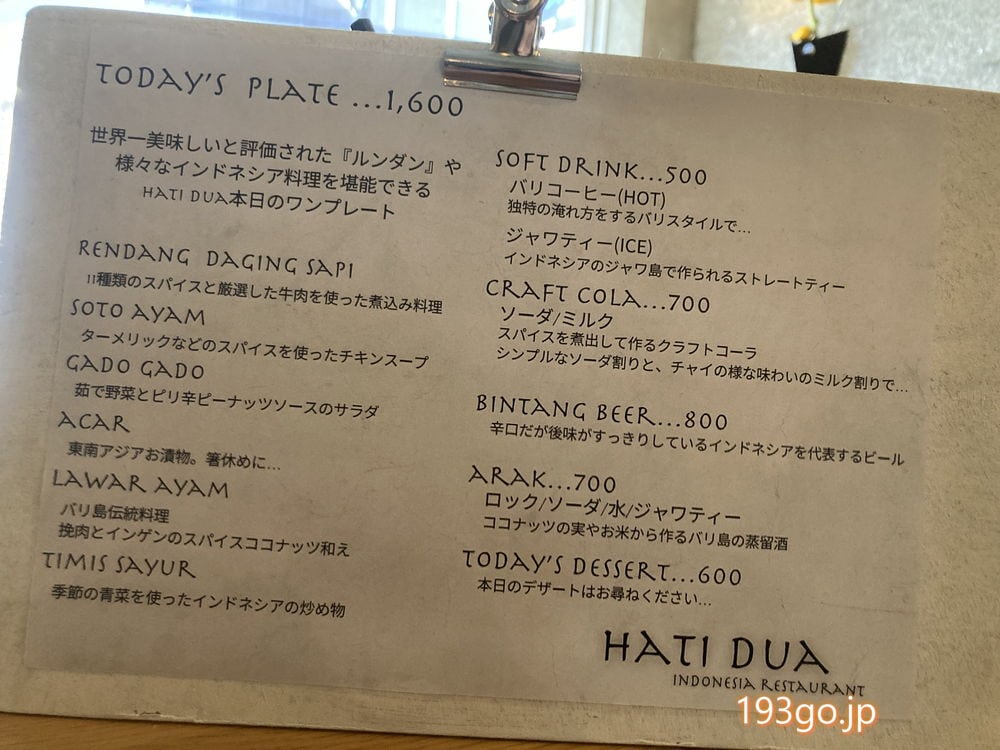 TODAY'S PLATE ...1,600
世界一美味しいと評価された『ルンダン』や
様々なインドネシア料理を堪能できる
HATI DUA本日のワンプレート
RENDANG DAGING SAPI
11種類のスパイスと厳選した牛肉を使った煮込み料理
SOTO AYAM
ターメリックなどのスパイスを使ったチキンスープ
GADO GADO
茹で野菜とピリ辛ピーナッツソースのサラダ
ACAR
東南アジアお漬物。箸休めに...
LAWAR AYAM
バリ島伝統料理
挽肉とインゲンのスパイスココナッツ和え
TIMIS SAYUR
季節の青菜を使ったインドネシアの炒め物
SOFT DRINK...500
バリコーヒー(HOT)
独特の淹れ方をするバリスタイルで...
ジャワティー(ICE)
インドネシアのジャワ島で作られるストレートティー
CRAFT COLA...700
ソーダ/ミルク
スパイスを煮出して作るクラフトコーラ
シンプルなソーダ割りと、チャイの様な味わいのミルク割りで...
BINTANG BEER...800
辛口だが後味がすっきりしているインドネシアを代表するビール
ARAK...700
ロック/ソーダ/水/ジャワティー
ココナッツの実やお米から作るバリ島の蒸留酒
TODAY'S DESSERT...600
本日のデザートはお尋ねください...
HATI DUA
INDONESIA RESTAURANT
193go.jp